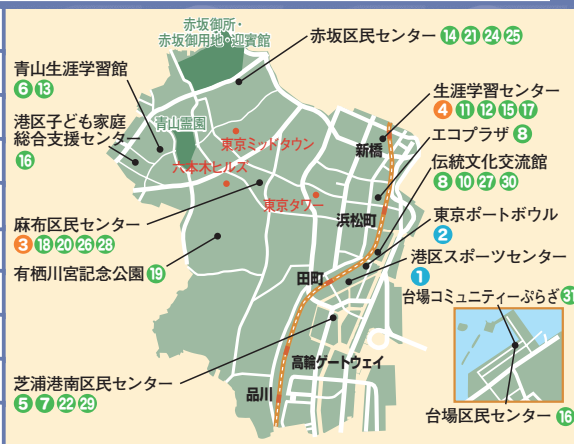 赤坂御所・
赤坂御用地・迎賓館
赤坂区民センター 14 21 24 25
青山生涯学習館
6 13
港区子ども家庭
総合支援センター
16
青山霊園
東京ミッドタウン
六本木ヒルズ
東京タワー
新橋
生涯学習センター
4 11 12 15 17
エコプラザ 8
伝統文化交流館
8 10 27 30
浜松町
東京ポートボウル
2
麻布区民センター
3 18 20 26 28
有栖川宮記念公園 19
田町
港区スポーツセンター
1
台場コミュニティーぷらざ 31
高輪ゲートウェイ
芝浦港南区民センター
5 7 22 29
品川
台場区民センター 16